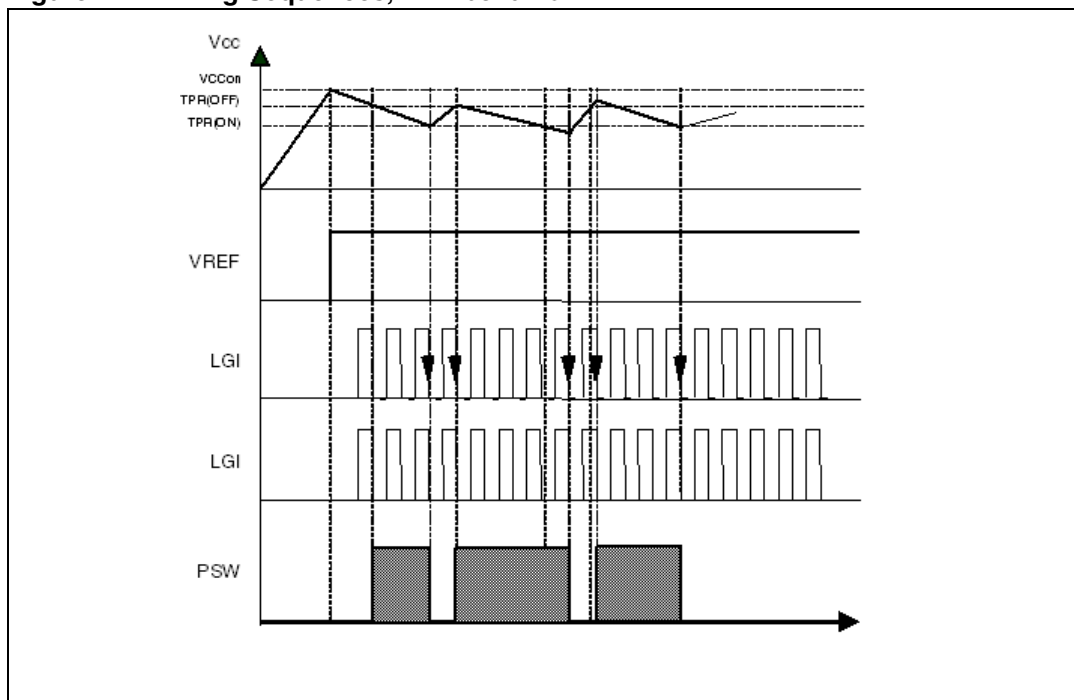 Vcc
VCCon
TPR(OFF)
TPR(ON)
VREF
LGI
LGI
PSW